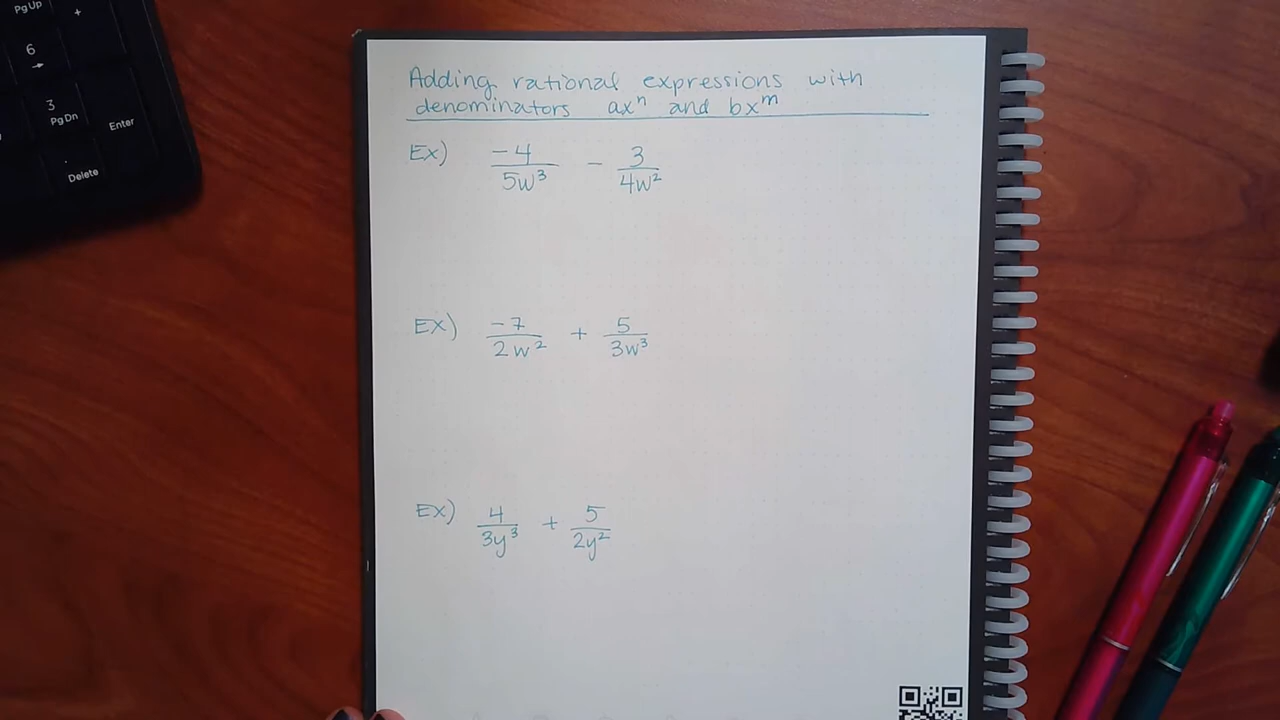 PgUp
+
6
→
3
PgDn
Enter
.
Delete
Adding rational expressions with
denominators axⁿ and bxᵐ
Ex) -4/5w³ - 3/4w²
Ex) -7/2w² + 5/3w³
Ex) 4/3y³ + 5/2y²